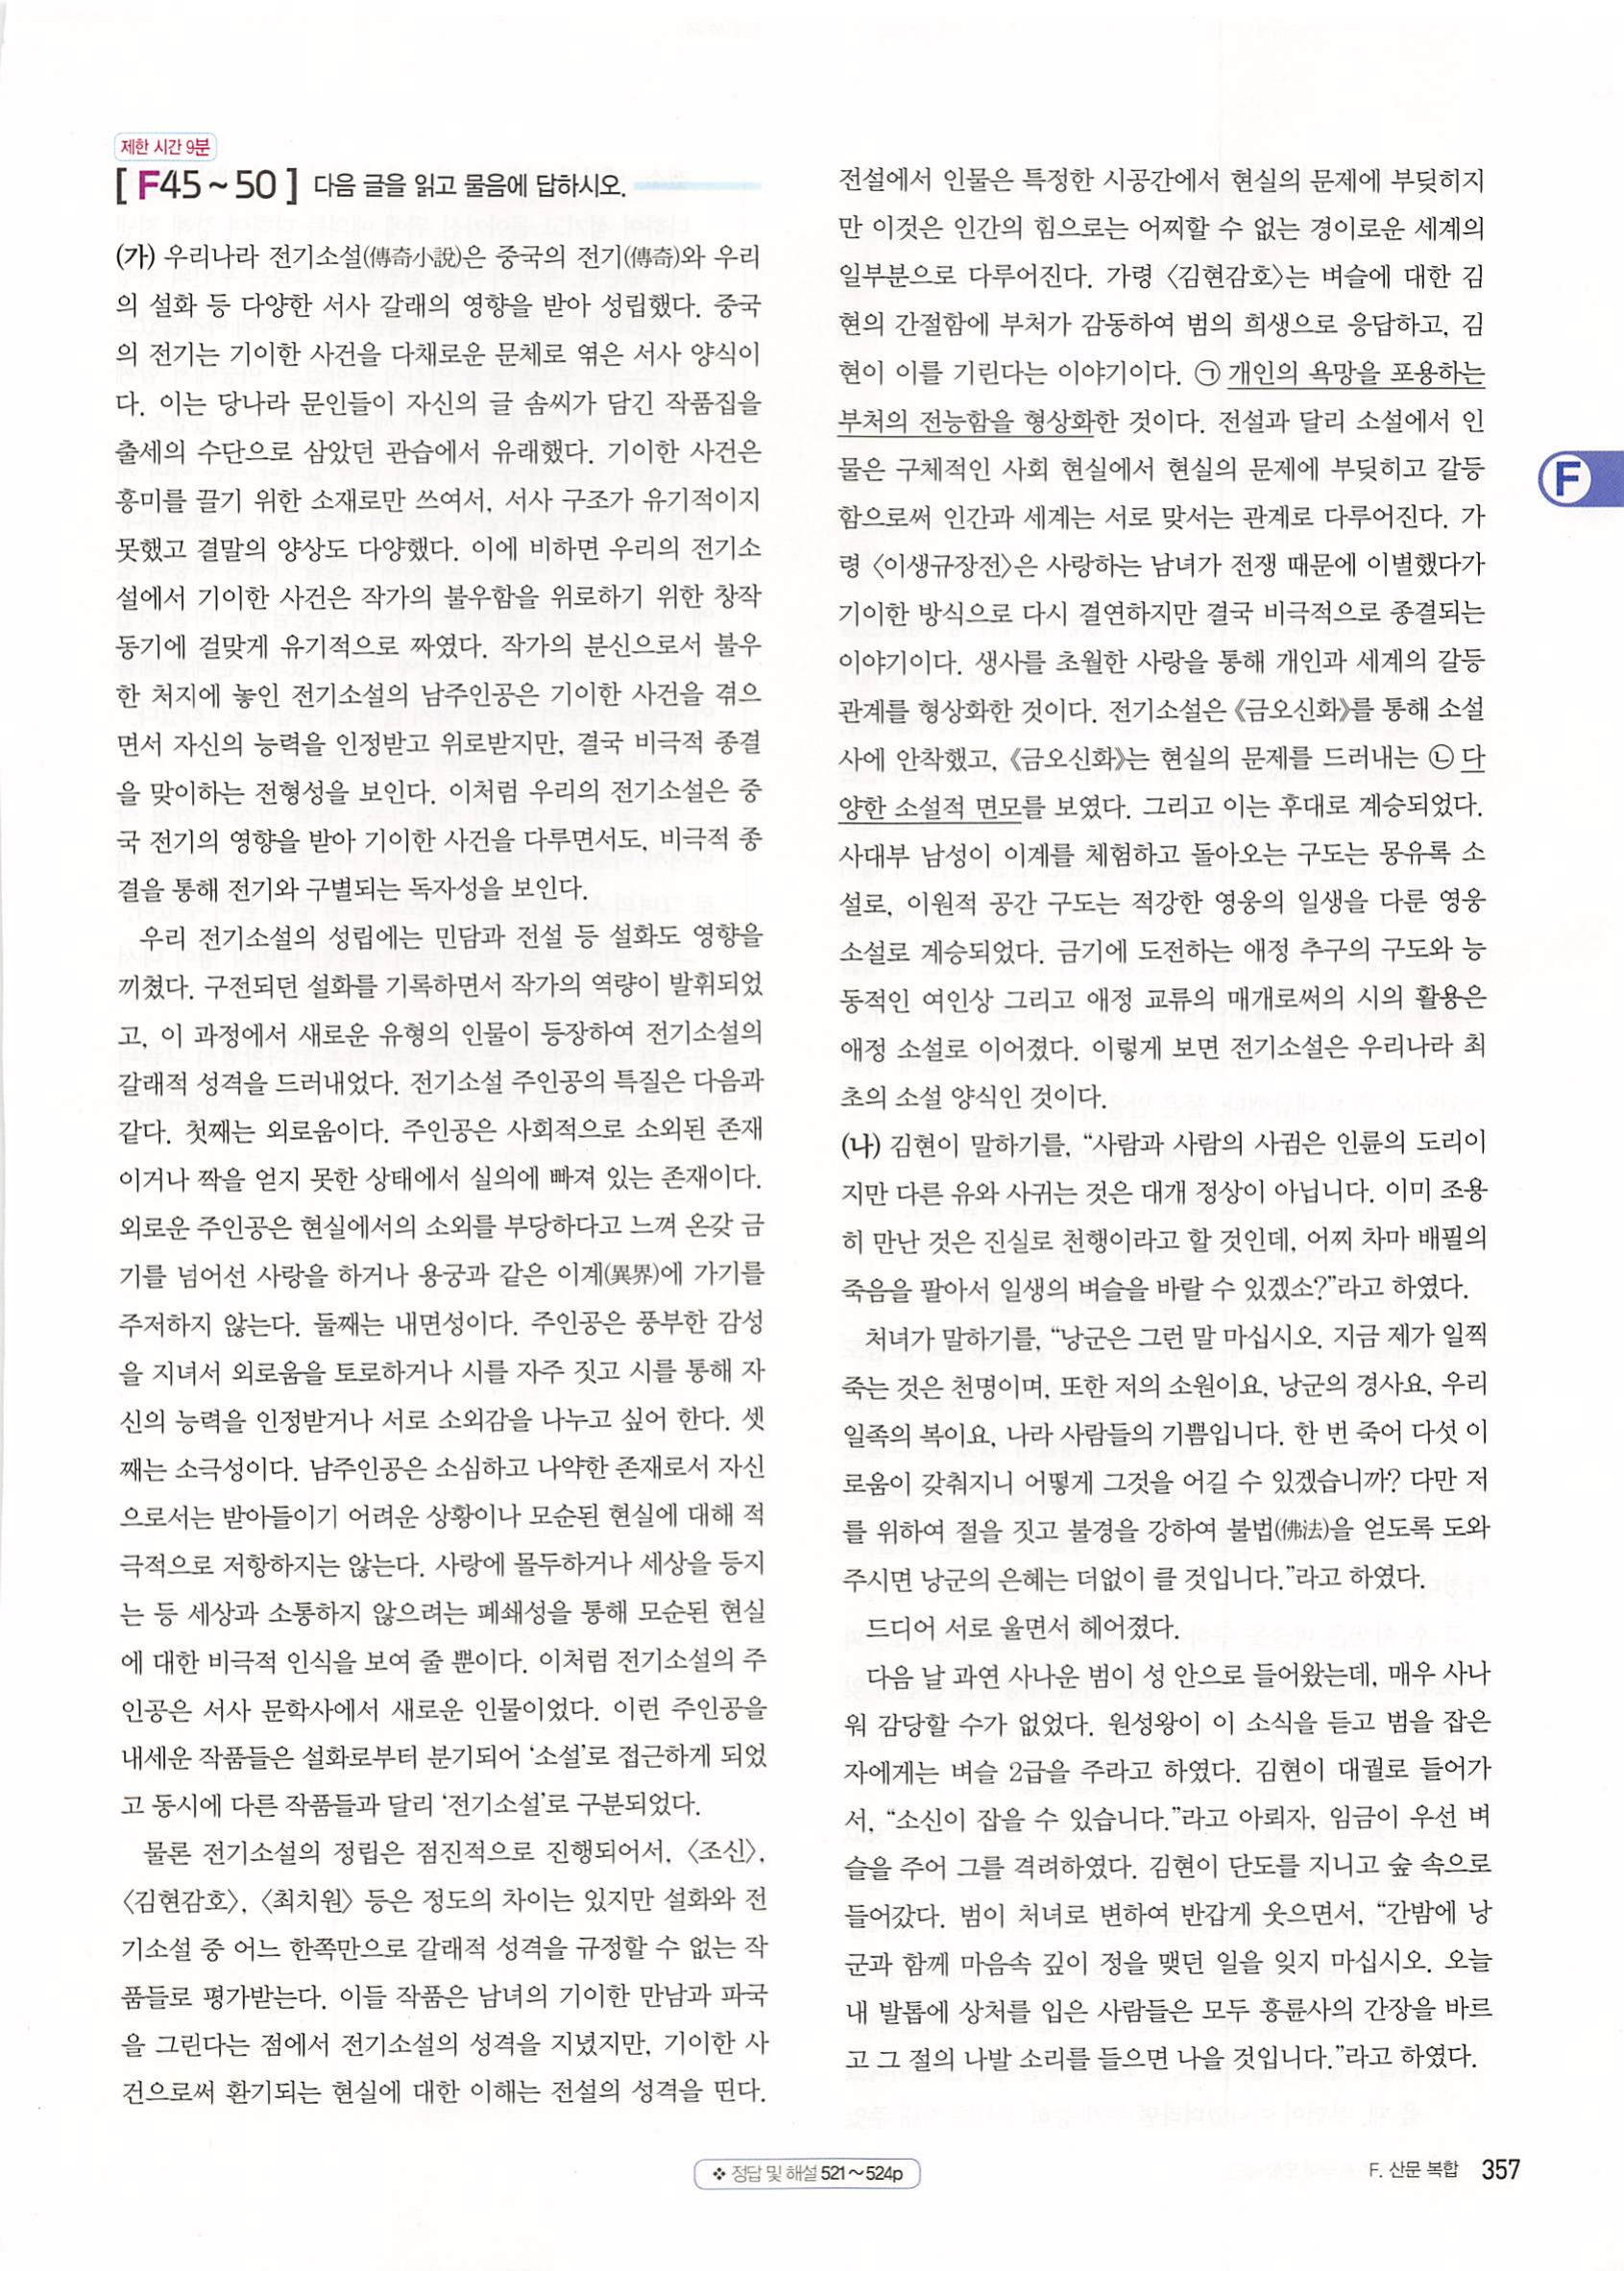 제한 시간 9분
[ F45~50 ] 다음 글을 읽고 물음에 답하시오.
(가) 우리나라 전기소설(傳奇小說)은 중국의 전기(傳奇)와 우리
의 설화 등 다양한 서사 갈래의 영향을 받아 성립했다. 중국
의 전기는 기이한 사건을 다채로운 문체로 엮은 서사 양식이
다. 이는 당나라 문인들이 자신의 글 솜씨가 담긴 작품집을
출세의 수단으로 삼았던 관습에서 유래했다. 기이한 사건은
흥미를 끌기 위한 소재로만 쓰여서, 서사 구조가 유기적이지
못했고 결말의 양상도 다양했다. 이에 비하면 우리의 전기소
설에서 기이한 사건은 작가의 불우함을 위로하기 위한 창작
동기에 걸맞게 유기적으로 짜였다. 작가의 분신으로서 불우
한 처지에 놓인 전기소설의 남주인공은 기이한 사건을 겪으
면서 자신의 능력을 인정받고 위로받지만, 결국 비극적 종결
을 맞이하는 전형성을 보인다. 이처럼 우리의 전기소설은 중
국 전기의 영향을 받아 기이한 사건을 다루면서도, 비극적 종
결을 통해 전기와 구별되는 독자성을 보인다.
우리 전기소설의 성립에는 민담과 전설 등 설화도 영향을
끼쳤다. 구전되던 설화를 기록하면서 작가의 역량이 발휘되었
고, 이 과정에서 새로운 유형의 인물이 등장하여 전기소설의
갈래적 성격을 드러내었다. 전기소설 주인공의 특질은 다음과
같다. 첫째는 외로움이다. 주인공은 사회적으로 소외된 존재
이거나 짝을 얻지 못한 상태에서 실의에 빠져 있는 존재이다.
외로운 주인공은 현실에서의 소외를 부당하다고 느껴 온갖 금
기를 넘어선 사랑을 하거나 용궁과 같은 이계(異界)에 가기를
주저하지 않는다. 둘째는 내면성이다. 주인공은 풍부한 감성
을 지녀서 외로움을 토로하거나 시를 자주 짓고 시를 통해 자
신의 능력을 인정받거나 서로 소외감을 나누고 싶어 한다. 셋
째는 소극성이다. 남주인공은 소심하고 나약한 존재로서 자신
으로서는 받아들이기 어려운 상황이나 모순된 현실에 대해 적
극적으로 저항하지는 않는다. 사랑에 몰두하거나 세상을 등지
는 등 세상과 소통하지 않으려는 폐쇄성을 통해 모순된 현실
에 대한 비극적 인식을 보여 줄 뿐이다. 이처럼 전기소설의 주
인공은 서사 문학사에서 새로운 인물이었다. 이런 주인공을
내세운 작품들은 설화로부터 분기되어 ‘소설’로 접근하게 되었
고 동시에 다른 작품들과 달리 ‘전기소설’로 구분되었다.
물론 전기소설의 정립은 점진적으로 진행되어서, 〈조신〉,
〈김현감호〉, 〈최치원〉 등은 정도의 차이는 있지만 설화와 전
기소설 중 어느 한쪽만으로 갈래적 성격을 규정할 수 없는 작
품들로 평가받는다. 이들 작품은 남녀의 기이한 만남과 파국
을 그린다는 점에서 전기소설의 성격을 지녔지만, 기이한 사
건으로써 환기되는 현실에 대한 이해는 전설의 성격을 띤다.
전설에서 인물은 특정한 시공간에서 현실의 문제에 부딪히지
만 이것은 인간의 힘으로는 어찌할 수 없는 경이로운 세계의
일부분으로 다루어진다. 가령 〈김현감호〉는 벼슬에 대한 김
현의 간절함에 부처가 감동하여 범의 희생으로 응답하고, 김
현이 이를 기린다는 이야기이다. ㉠ 개인의 욕망을 포용하는
부처의 전능함을 형상화한 것이다. 전설과 달리 소설에서 인
물은 구체적인 사회 현실에서 현실의 문제에 부딪히고 갈등
함으로써 인간과 세계는 서로 맞서는 관계로 다루어진다. 가
령 〈이생규장전〉은 사랑하는 남녀가 전쟁 때문에 이별했다가
기이한 방식으로 다시 결연하지만 결국 비극적으로 종결되는
이야기이다. 생사를 초월한 사랑을 통해 개인과 세계의 갈등
관계를 형상화한 것이다. 전기소설은 《금오신화》를 통해 소설
사에 안착했고, 《금오신화》는 현실의 문제를 드러내는 ㉡ 다
양한 소설적 면모를 보였다. 그리고 이는 후대로 계승되었다.
사대부 남성이 이계를 체험하고 돌아오는 구도는 몽유록 소
설로, 이원적 공간 구도는 적강한 영웅의 일생을 다룬 영웅
소설로 계승되었다. 금기에 도전하는 애정 추구의 구도와 능
동적인 여인상 그리고 애정 교류의 매개로써의 시의 활용은
애정 소설로 이어졌다. 이렇게 보면 전기소설은 우리나라 최
초의 소설 양식인 것이다.
(나) 김현이 말하기를, “사람과 사람의 사귐은 인륜의 도리이
지만 다른 유와 사귀는 것은 대개 정상이 아닙니다. 이미 조용
히 만난 것은 진실로 천행이라고 할 것인데, 어찌 차마 배필의
죽음을 팔아서 일생의 벼슬을 바랄 수 있겠소?”라고 하였다.
처녀가 말하기를, “낭군은 그런 말 마십시오. 지금 제가 일찍
죽는 것은 천명이며, 또한 저의 소원이요, 낭군의 경사요, 우리
일족의 복이요, 나라 사람들의 기쁨입니다. 한 번 죽어 다섯 이
로움이 갖춰지니 어떻게 그것을 어길 수 있겠습니까? 다만 저
를 위하여 절을 짓고 불경을 강하여 불법(佛法)을 얻도록 도와
주시면 낭군의 은혜는 더없이 클 것입니다.”라고 하였다.
드디어 서로 울면서 헤어졌다.
다음 날 과연 사나운 범이 성 안으로 들어왔는데, 매우 사나
워 감당할 수가 없었다. 원성왕이 이 소식을 듣고 범을 잡은
자에게는 벼슬 2급을 주라고 하였다. 김현이 대궐로 들어가
서, “소신이 잡을 수 있습니다.”라고 아뢰자, 임금이 우선 벼
슬을 주어 그를 격려하였다. 김현이 단도를 지니고 숲 속으로
들어갔다. 범이 처녀로 변하여 반갑게 웃으면서, “간밤에 낭
군과 함께 마음속 깊이 정을 맺던 일을 잊지 마십시오. 오늘
내 발톱에 상처를 입은 사람들은 모두 흥륜사의 간장을 바르
고 그 절의 나발 소리를 들으면 나을 것입니다.”라고 하였다.
F
❖ 정답 및 해설 521~524p
F. 산문 복합 357